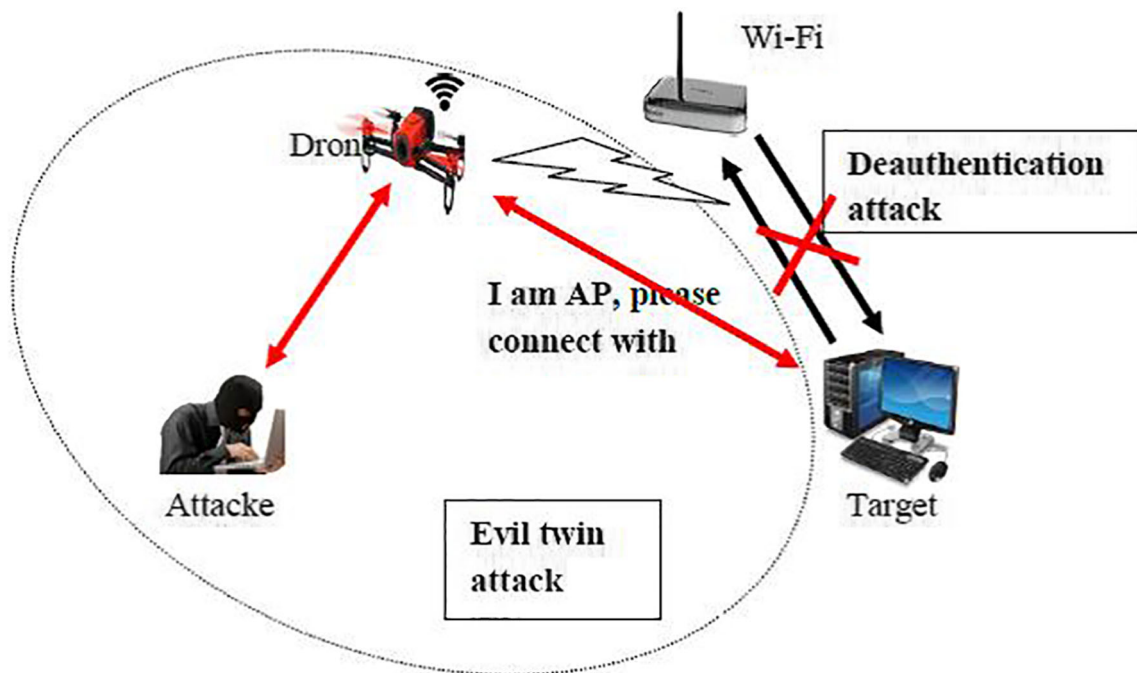 Wi-Fi
Drone
Deauthentication
attack
I am AP, please
connect with
Attacke
Target
Evil twin
attack